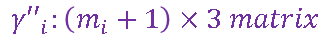 γ''ᵢ: (mᵢ + 1) × 3 matrix